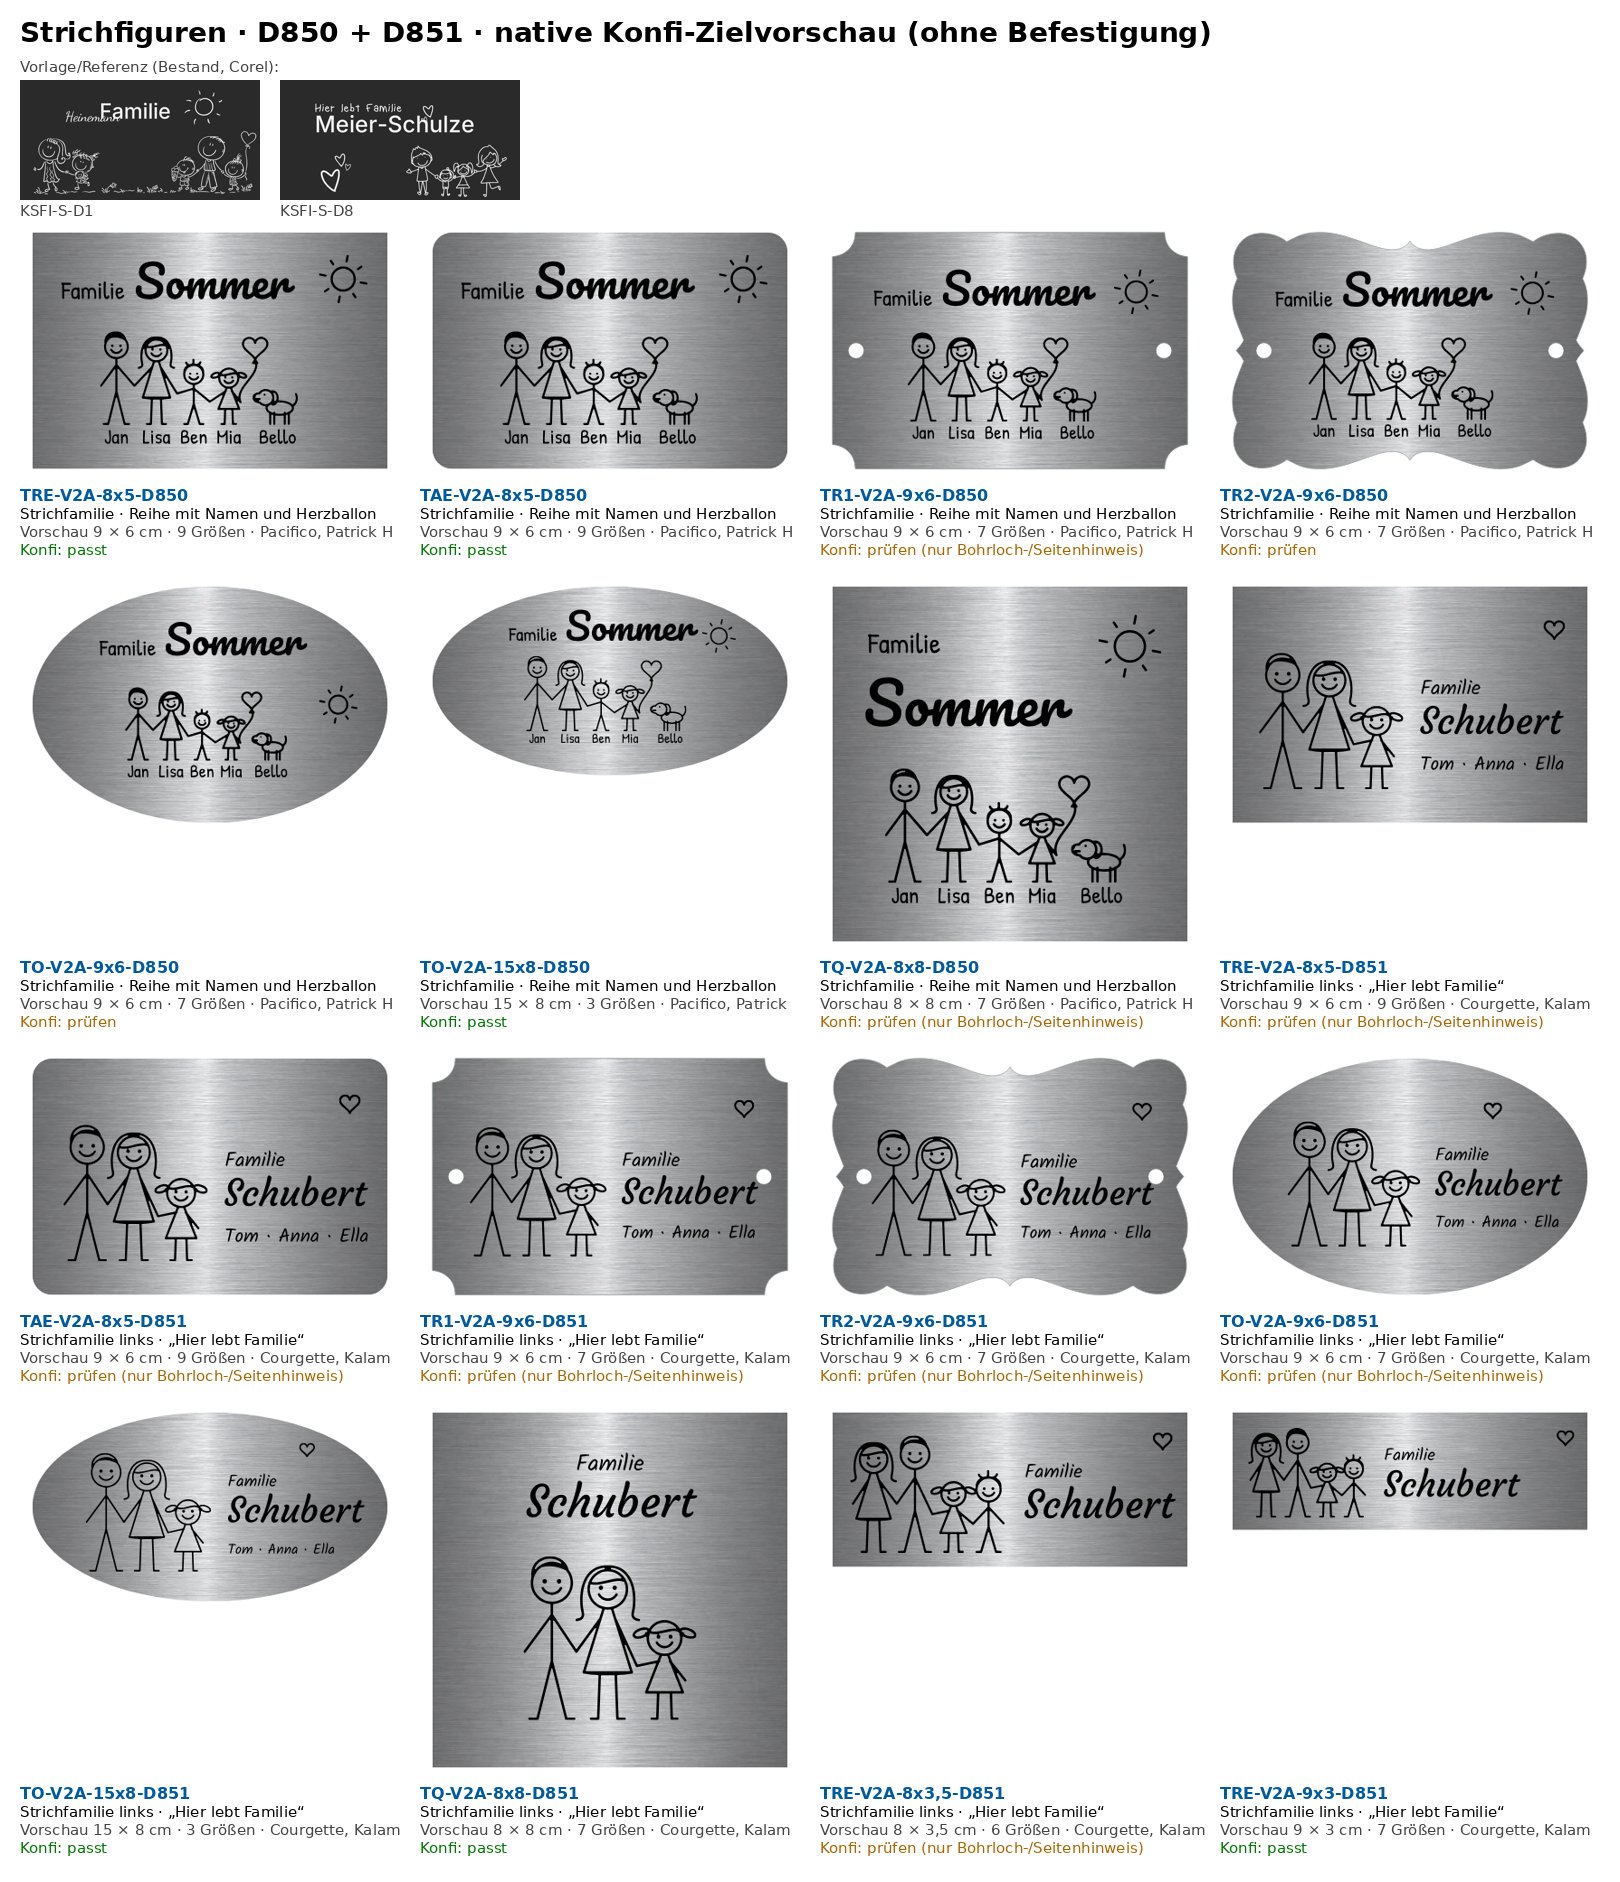 Strichfiguren · D850 + D851 · native Konfi-Zielvorschau (ohne Befestigung)
Vorlage/Referenz (Bestand, Corel):
Familie
Heinemann
Hier lebt Familie
Meier-Schulze
KSFI-S-D1
KSFI-S-D8
Familie Sommer
Jan Lisa Ben Mia Bello
TRE-V2A-8x5-D850
Strichfamilie · Reihe mit Namen und Herzballon
Vorschau 9 × 6 cm · 9 Größen · Pacifico, Patrick H
Konfi: passt
Familie Sommer
Jan Lisa Ben Mia Bello
TAE-V2A-8x5-D850
Strichfamilie · Reihe mit Namen und Herzballon
Vorschau 9 × 6 cm · 9 Größen · Pacifico, Patrick H
Konfi: passt
Familie Sommer
Jan Lisa Ben Mia Bello
TR1-V2A-9x6-D850
Strichfamilie · Reihe mit Namen und Herzballon
Vorschau 9 × 6 cm · 7 Größen · Pacifico, Patrick H
Konfi: prüfen (nur Bohrloch-/Seitenhinweis)
Familie Sommer
Jan Lisa Ben Mia Bello
TR2-V2A-9x6-D850
Strichfamilie · Reihe mit Namen und Herzballon
Vorschau 9 × 6 cm · 7 Größen · Pacifico, Patrick H
Konfi: prüfen
Familie Sommer
Jan Lisa Ben Mia Bello
TO-V2A-9x6-D850
Strichfamilie · Reihe mit Namen und Herzballon
Vorschau 9 × 6 cm · 7 Größen · Pacifico, Patrick H
Konfi: prüfen
Familie Sommer
Jan Lisa Ben Mia Bello
TO-V2A-15x8-D850
Strichfamilie · Reihe mit Namen und Herzballon
Vorschau 15 × 8 cm · 3 Größen · Pacifico, Patrick
Konfi: passt
Familie
Sommer
Jan Lisa Ben Mia Bello
TQ-V2A-8x8-D850
Strichfamilie · Reihe mit Namen und Herzballon
Vorschau 8 × 8 cm · 7 Größen · Pacifico, Patrick H
Konfi: prüfen (nur Bohrloch-/Seitenhinweis)
Familie
Schubert
Tom · Anna · Ella
TRE-V2A-8x5-D851
Strichfamilie links · „Hier lebt Familie“
Vorschau 9 × 6 cm · 9 Größen · Courgette, Kalam
Konfi: prüfen (nur Bohrloch-/Seitenhinweis)
Familie
Schubert
Tom · Anna · Ella
TAE-V2A-8x5-D851
Strichfamilie links · „Hier lebt Familie“
Vorschau 9 × 6 cm · 9 Größen · Courgette, Kalam
Konfi: prüfen (nur Bohrloch-/Seitenhinweis)
Familie
Schubert
Tom · Anna · Ella
TR1-V2A-9x6-D851
Strichfamilie links · „Hier lebt Familie“
Vorschau 9 × 6 cm · 7 Größen · Courgette, Kalam
Konfi: prüfen (nur Bohrloch-/Seitenhinweis)
Familie
Schubert
Tom · Anna · Ella
TR2-V2A-9x6-D851
Strichfamilie links · „Hier lebt Familie“
Vorschau 9 × 6 cm · 7 Größen · Courgette, Kalam
Konfi: prüfen (nur Bohrloch-/Seitenhinweis)
Familie
Schubert
Tom · Anna · Ella
TO-V2A-9x6-D851
Strichfamilie links · „Hier lebt Familie“
Vorschau 9 × 6 cm · 7 Größen · Courgette, Kalam
Konfi: prüfen (nur Bohrloch-/Seitenhinweis)
Familie
Schubert
Tom · Anna · Ella
TO-V2A-15x8-D851
Strichfamilie links · „Hier lebt Familie“
Vorschau 15 × 8 cm · 3 Größen · Courgette, Kalam
Konfi: passt
Familie
Schubert
TQ-V2A-8x8-D851
Strichfamilie links · „Hier lebt Familie“
Vorschau 8 × 8 cm · 7 Größen · Courgette, Kalam
Konfi: passt
Familie
Schubert
TRE-V2A-8x3,5-D851
Strichfamilie links · „Hier lebt Familie“
Vorschau 8 × 3,5 cm · 6 Größen · Courgette, Kalam
Konfi: prüfen (nur Bohrloch-/Seitenhinweis)
Familie
Schubert
TRE-V2A-9x3-D851
Strichfamilie links · „Hier lebt Familie“
Vorschau 9 × 3 cm · 7 Größen · Courgette, Kalam
Konfi: passt